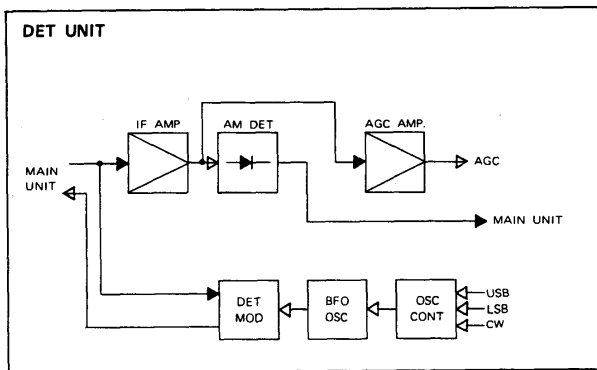 DET UNIT
IF AMP
AM DET
AGC AMP.
AGC
MAIN
UNIT
MAIN UNIT
DET
MOD
BFO
OSC
OSC
CONT
USB
LSB
CW